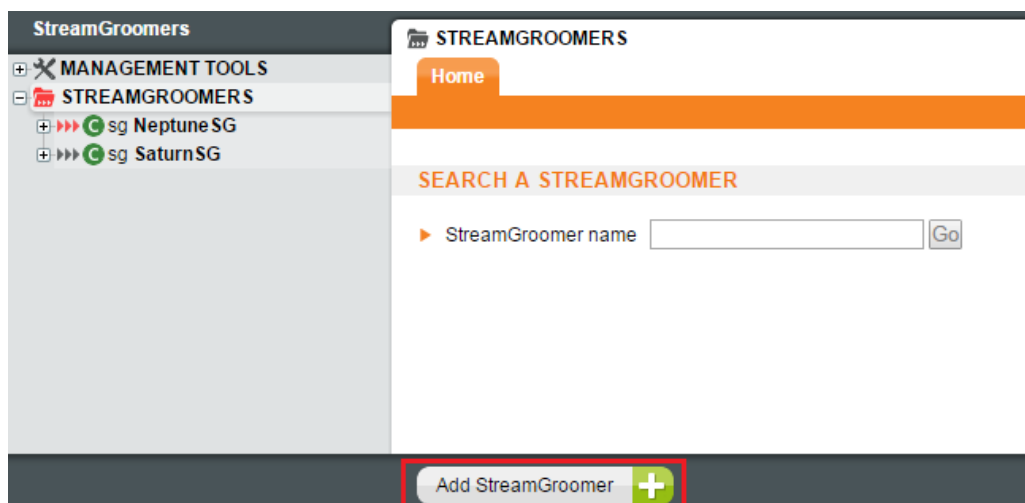 StreamGroomers
MANAGEMENT TOOLS
STREAMGROOMERS
C sg NeptuneSG
C sg SaturnSG
STREAMGROOMERS
Home
SEARCH A STREAMGROOMER
StreamGroomer name Go
Add StreamGroomer